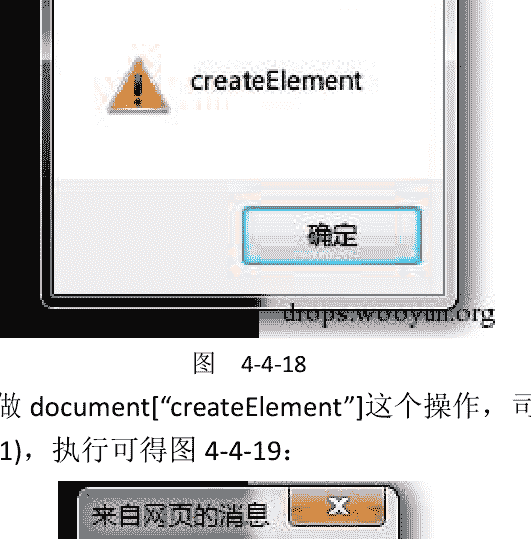 createElement
确定
drops.wooyun.org
图 4-4-18
做 document[“createElement”]这个操作，
1)，执行可得图 4-4-19：
来自网页的消息